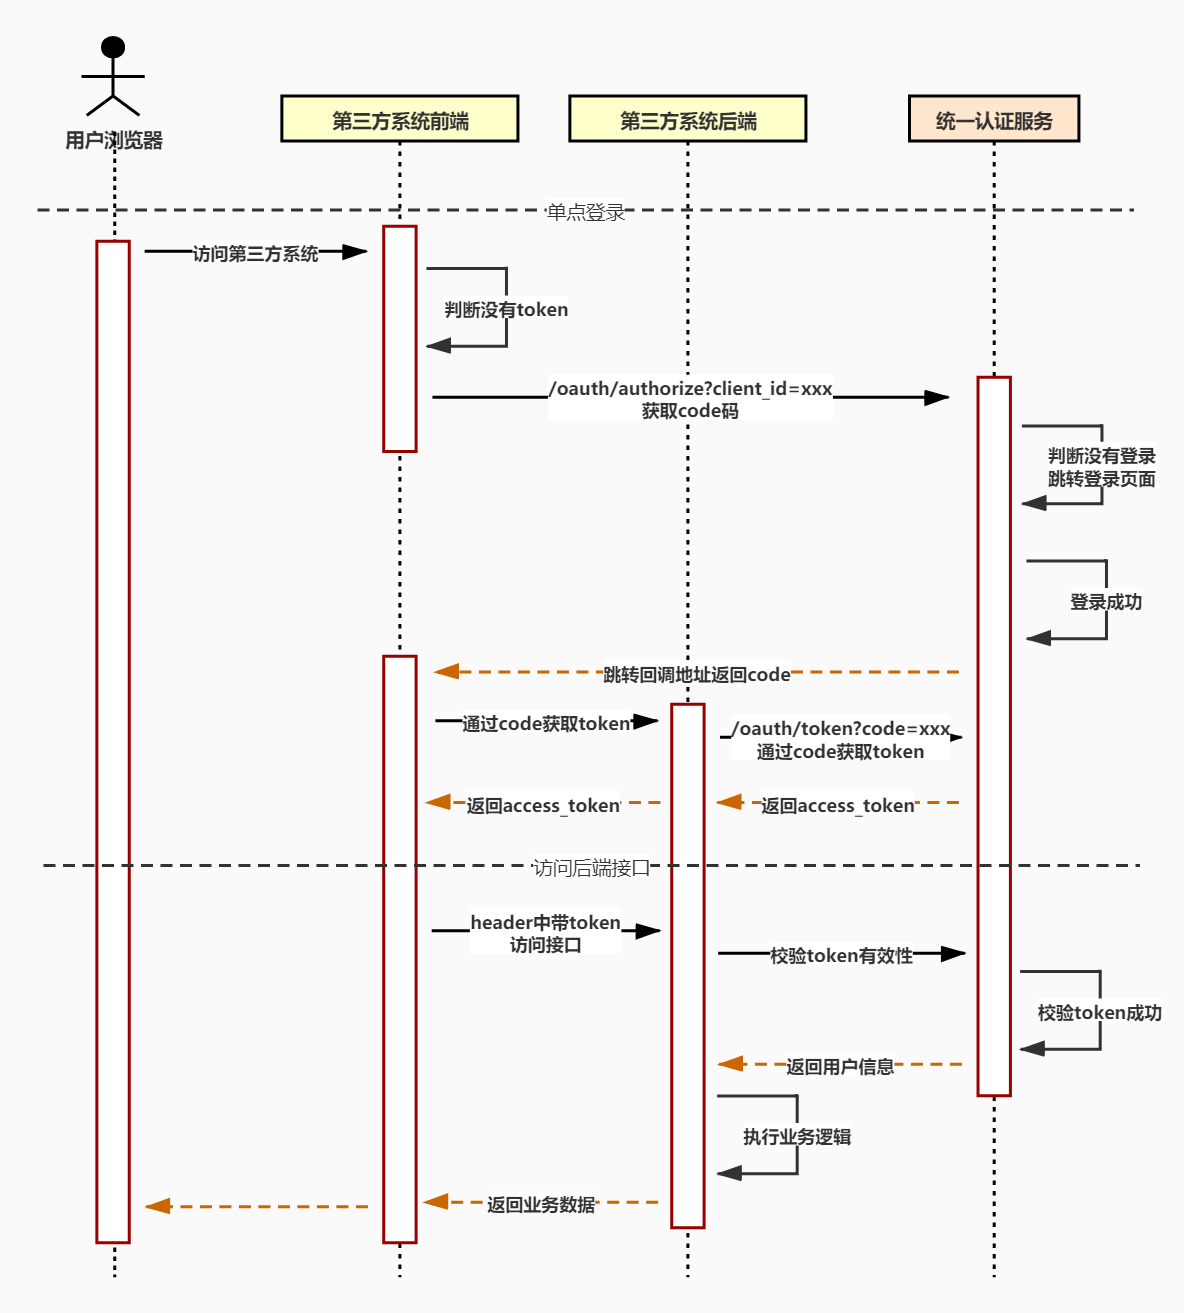 用户浏览器
第三方系统前端
第三方系统后端
统一认证服务
单点登录
访问第三方系统
判断没有token
/oauth/authorize?client_id=xxx
获取code码
判断没有登录
跳转登录页面
登录成功
跳转回调地址返回code
通过code获取token
/oauth/token?code=xxx
通过code获取token
返回access_token
返回access_token
访问后端接口
header中带token
访问接口
校验token有效性
校验token成功
返回用户信息
执行业务逻辑
返回业务数据